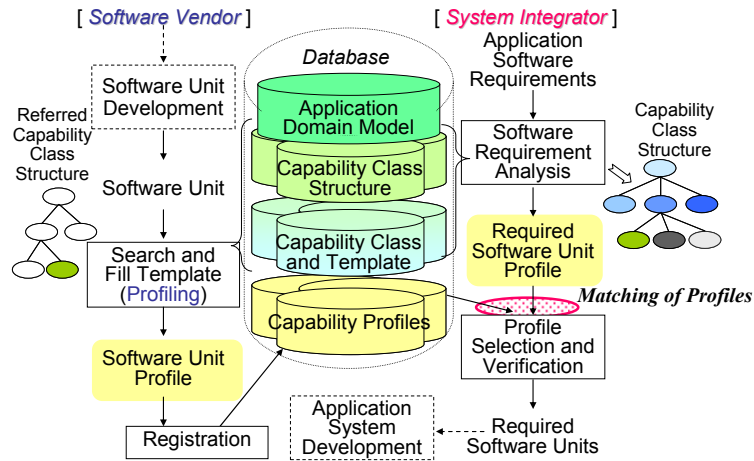 [ Software Vendor ]
Software Unit
Development
Referred
Capability
Class
Structure
Software Unit
Search and
Fill Template
(Profiling)
Software Unit
Profile
Registration
Database
Application
Domain Model
Capability Class
Structure
Capability Class
and Template
Capability Profiles
[ System Integrator ]
Application
Software
Requirements
Software
Requirement
Analysis
Capability
Class
Structure
Required
Software Unit
Profile
Matching of Profiles
Profile
Selection and
Verification
Required
Software Units
Application
System
Development